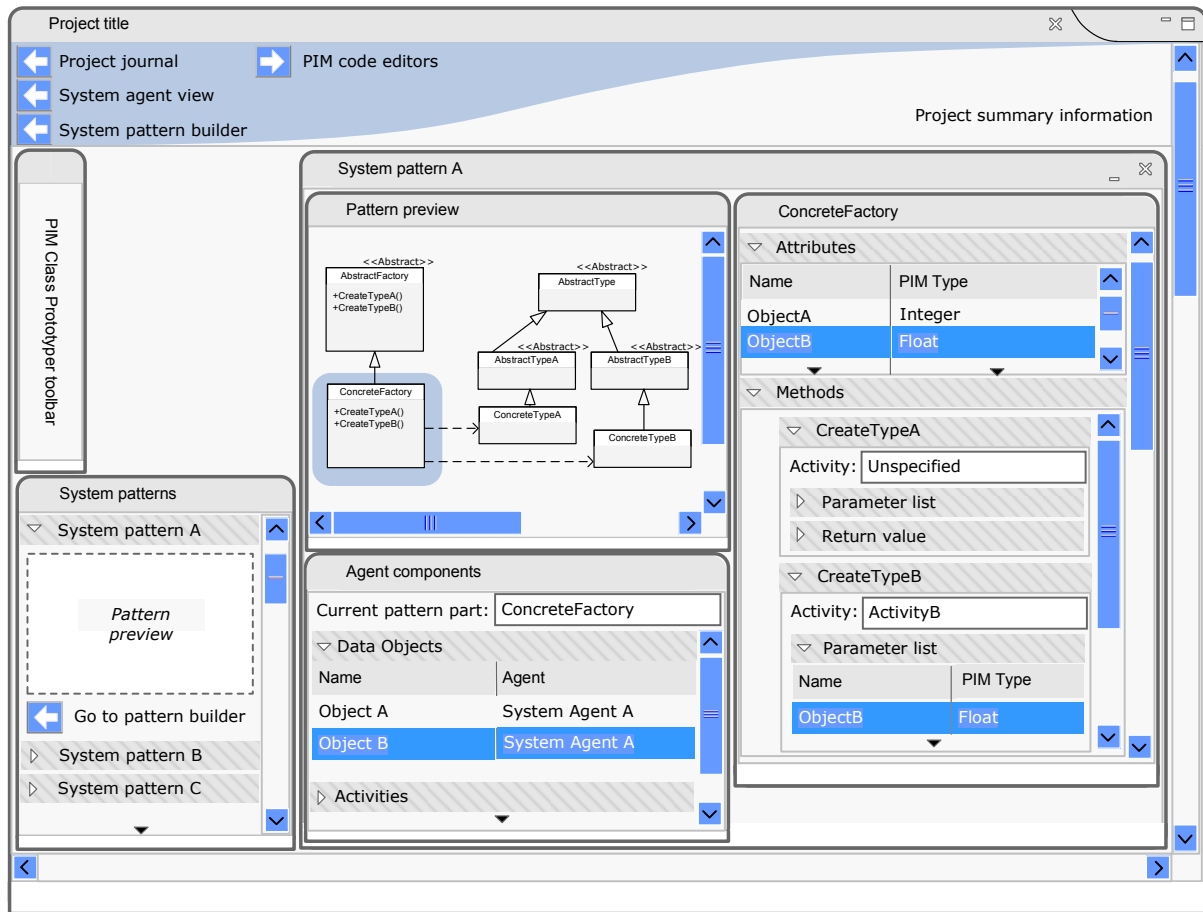 Project title
Project journal
PIM code editors
System agent view
System pattern builder
Project summary information
PIM Class Prototyper toolbar
System patterns
System pattern A
Pattern
preview
Go to pattern builder
System pattern B
System pattern C
System pattern A
Pattern preview
<<Abstract>>
AbstractFactory
+CreateTypeA()
+CreateTypeB()
<<Abstract>>
AbstractType
<<Abstract>>
AbstractTypeA
<<Abstract>>
AbstractTypeB
ConcreteFactory
+CreateTypeA()
+CreateTypeB()
ConcreteTypeA
ConcreteTypeB
Agent components
Current pattern part: ConcreteFactory
Data Objects
Name Agent
Object A System Agent A
Object B System Agent A
Activities
ConcreteFactory
Attributes
Name PIM Type
ObjectA Integer
ObjectB Float
Methods
CreateTypeA
Activity: Unspecified
Parameter list
Return value
CreateTypeB
Activity: ActivityB
Parameter list
Name PIM Type
ObjectB Float